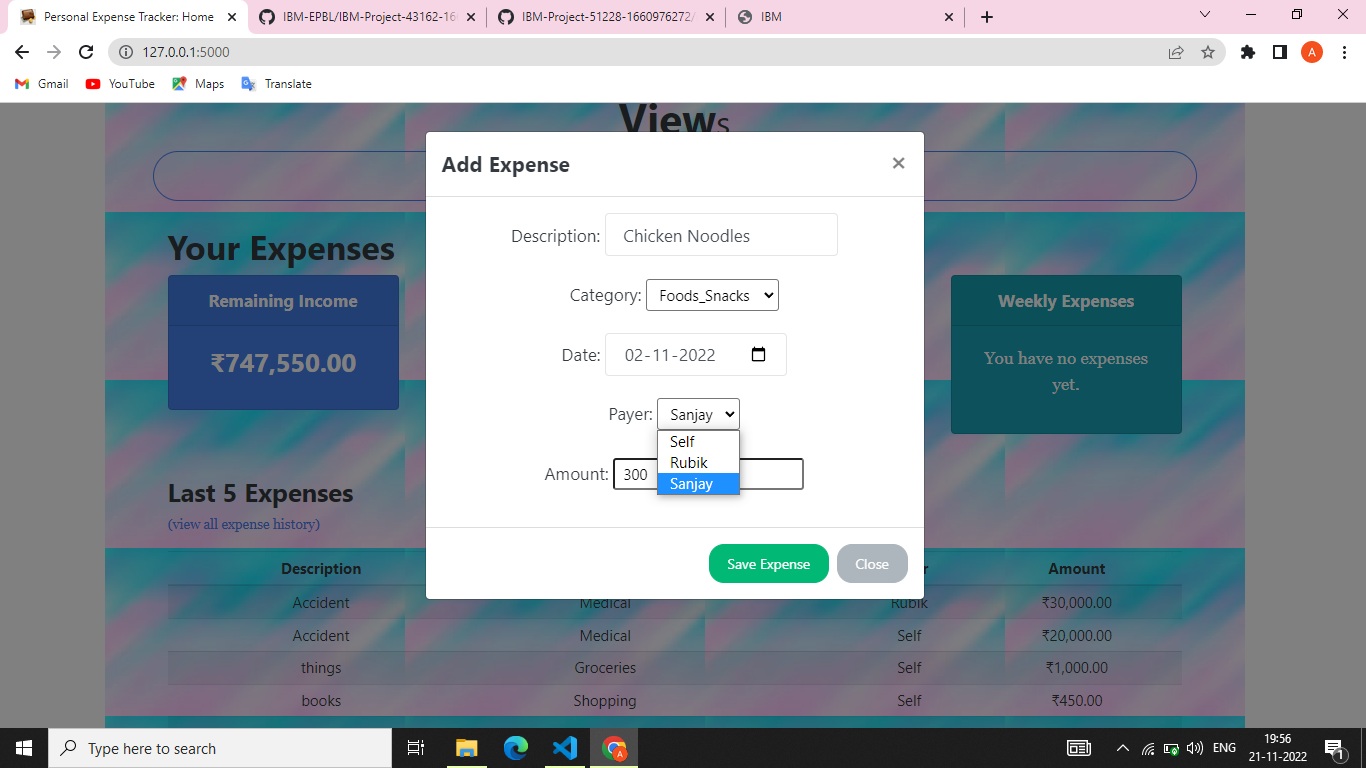 Personal Expense Tracker: Home
IBM-EPBL/IBM-Project-43162-16
IBM-Project-51228-1660976272/
IBM
127.0.0.1:5000
A
Gmail
YouTube
Maps
Translate
Views
Add Expense
×
Description: Chicken Noodles
Category: Foods_Snacks
Date: 02-11-2022
Payer: Sanjay
Self
Rubik
Sanjay
Amount: 300
Save Expense
Close
Your Expenses
Remaining Income
₹747,550.00
Weekly Expenses
You have no expenses
yet.
Last 5 Expenses
(view all expense history)
Description r Amount
Accident Medical Rubik ₹30,000.00
Accident Medical Self ₹20,000.00
things Groceries Self ₹1,000.00
books Shopping Self ₹450.00
Type here to search
A
ENG
19:56
21-11-2022
1